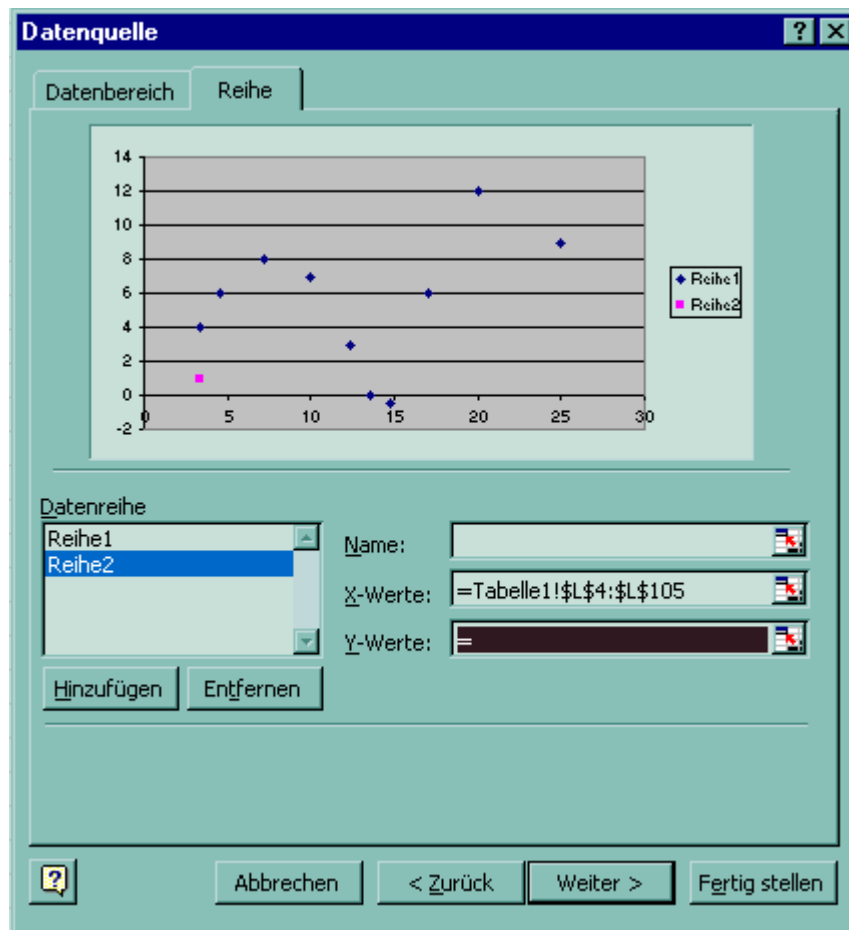 Datenquelle
Datenbereich Reihe
14
12
10
8
6
4
2
0
-2
0 5 10 15 20 25 30
Reihe1
Reihe2
Datenreihe
Reihe1
Reihe2
Name:
X-Werte: =Tabelle1!$L$4:$L$105
Y-Werte: =
Hinzufügen Entfernen
Abbrechen < Zurück Weiter > Fertig stellen